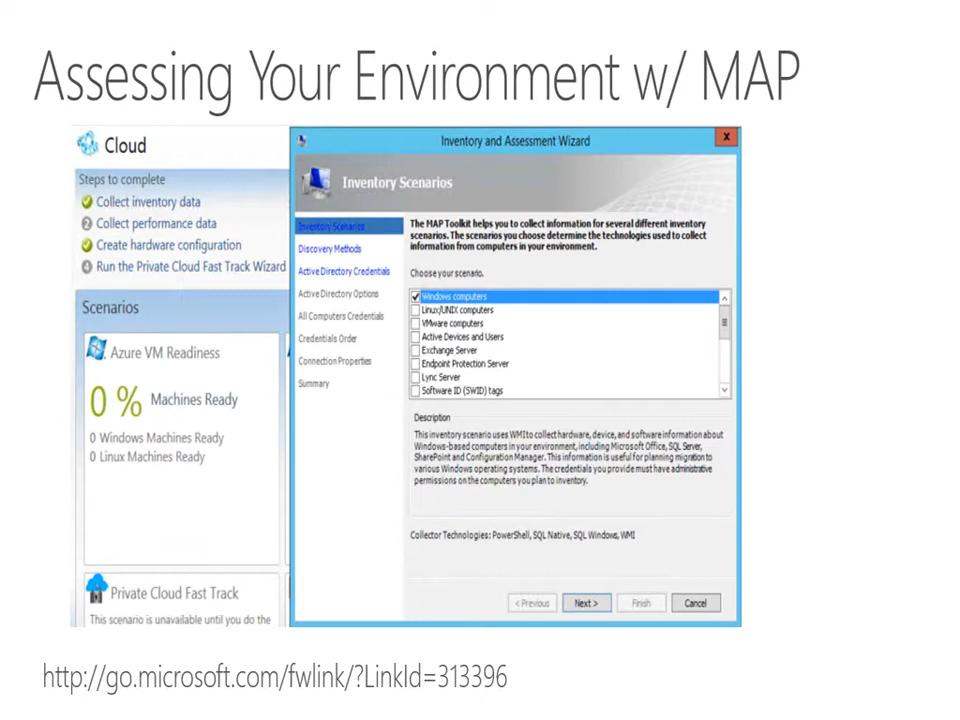 Assessing Your Environment w/ MAP
Cloud
Steps to complete
Collect inventory data
2 Collect performance data
Create hardware configuration
4 Run the Private Cloud Fast Track Wizard
Scenarios
Azure VM Readiness
0 % Machines Ready
0 Windows Machines Ready
0 Linux Machines Ready
Private Cloud Fast Track
This scenario is unavailable until you do the
Inventory and Assessment Wizard
x
Inventory Scenarios
Inventory Scenarios
Discovery Methods
Active Directory Credentials
Active Directory Options
All Computers Credentials
Credentials Order
Connection Properties
Summary
The MAP Toolkit helps you to collect information for several different inventory
scenarios. The scenarios you choose determine the technologies used to collect
information from computers in your environment.
Choose your scenario.
Windows computers
Linux/UNIX computers
VMware computers
Active Devices and Users
Exchange Server
Endpoint Protection Server
Lync Server
Software ID (SWID) tags
Description
This inventory scenario uses WMI to collect hardware, device, and software information about
Windows-based computers in your environment, including Microsoft Office, SQL Server,
SharePoint and Configuration Manager. This information is useful for planning migration to
various Windows operating systems. The credentials you provide must have administrative
permissions on the computers you plan to inventory.
Collector Technologies: PowerShell, SQL Native, SQL Windows, WMI
< Previous
Next >
Finish
Cancel
http://go.microsoft.com/fwlink/?LinkId=313396